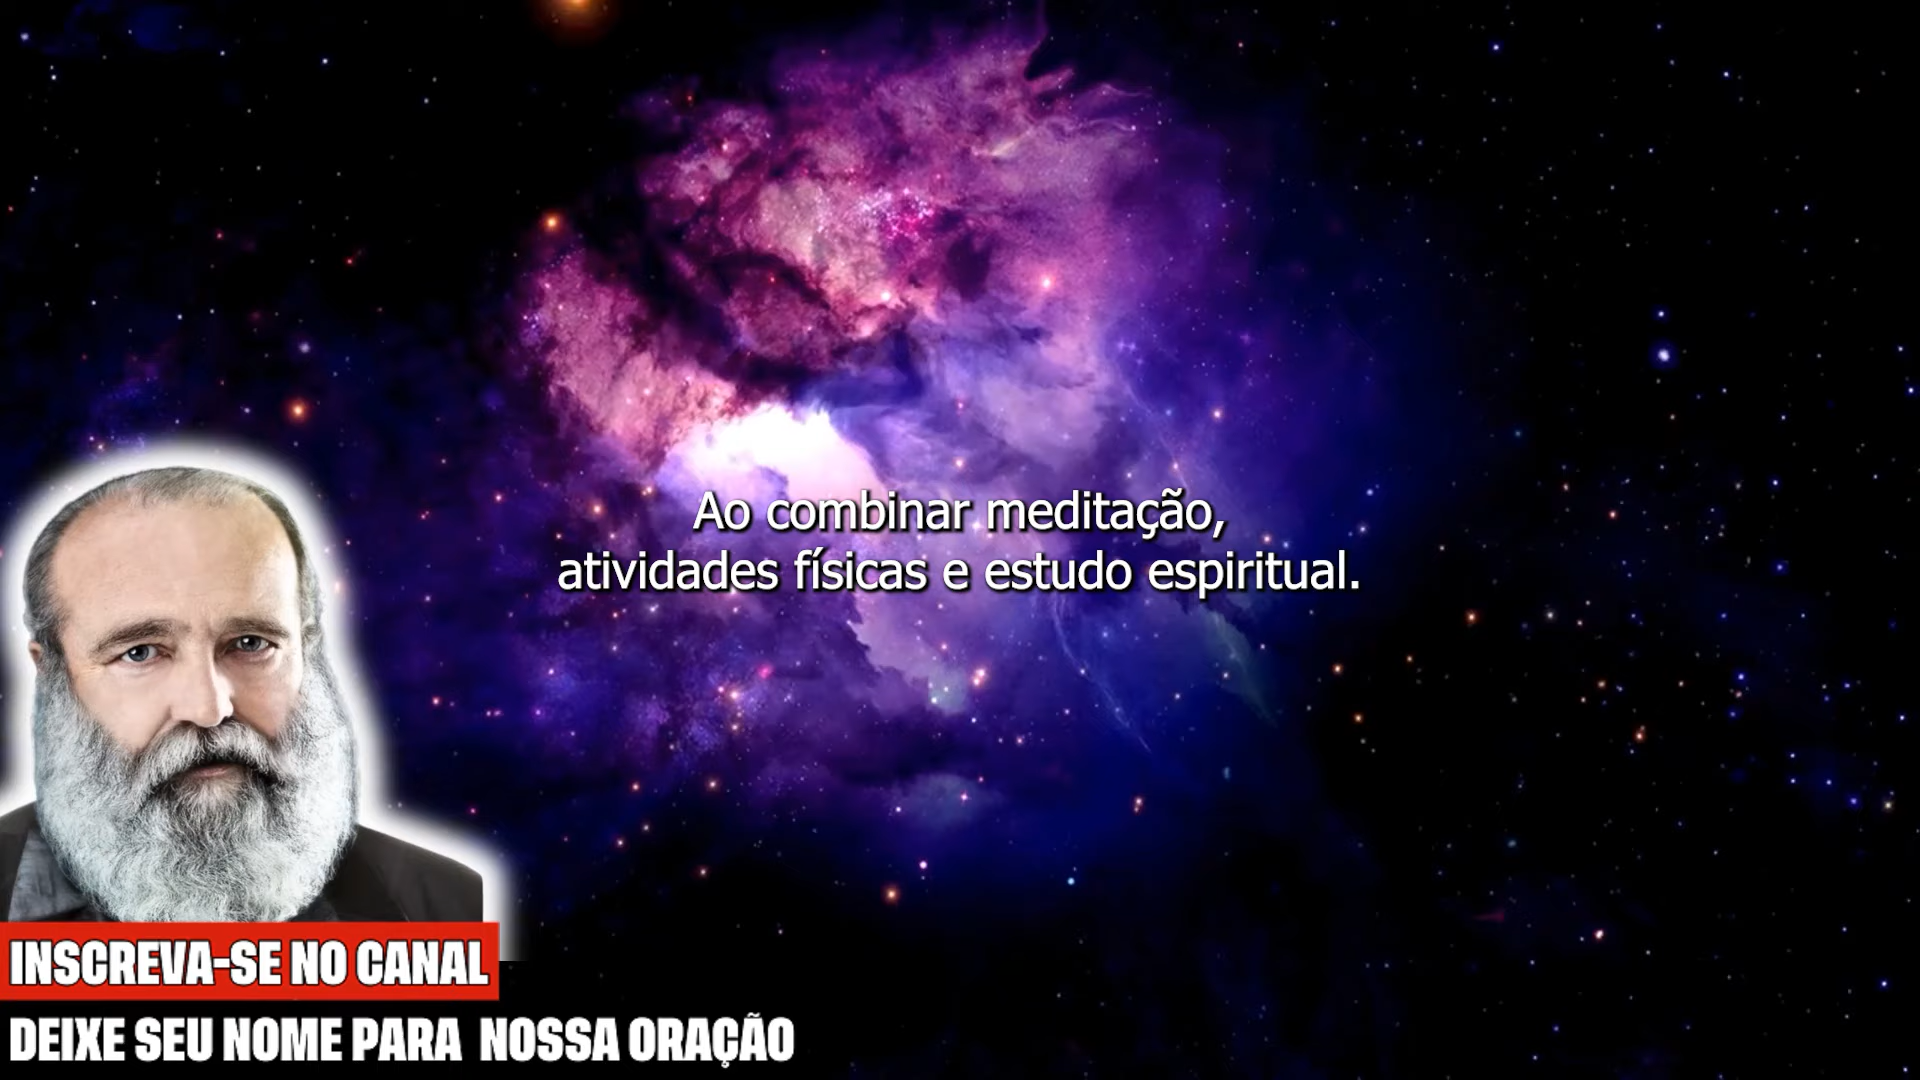 Ao combinar meditação,
atividades físicas e estudo espiritual.
INSCREVA-SE NO CANAL
DEIXE SEU NOME PARA NOSSA ORAÇÃO